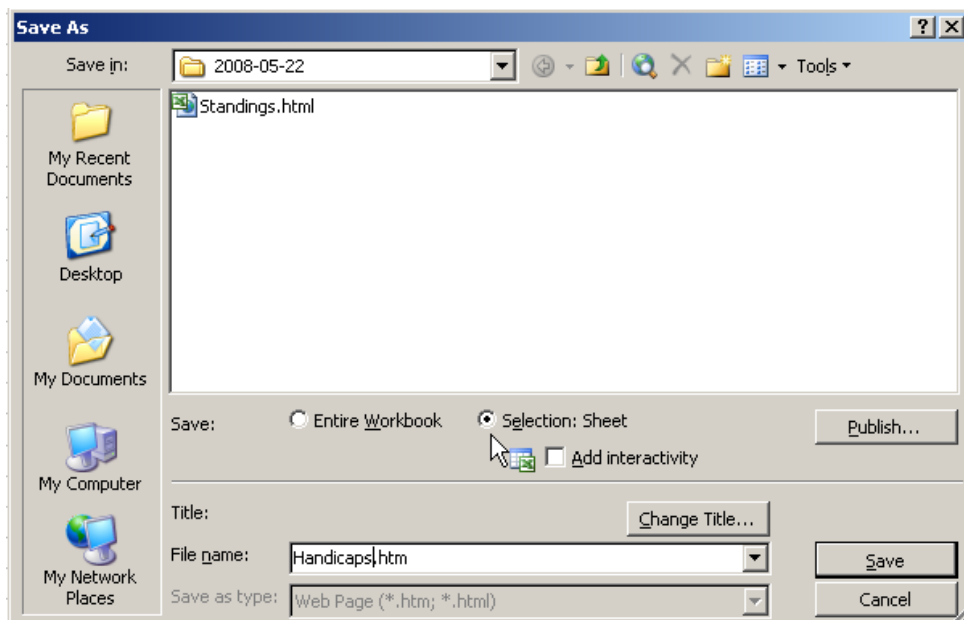 Save As
Save in:
2008-05-22
Tools
Standings.html
My Recent
Documents
Desktop
My Documents
My Computer
My Network
Places
Save:
Entire Workbook
Selection: Sheet
Publish...
Add interactivity
Title:
Change Title...
File name:
Handicaps.htm
Save
Save as type:
Web Page (*.htm; *.html)
Cancel